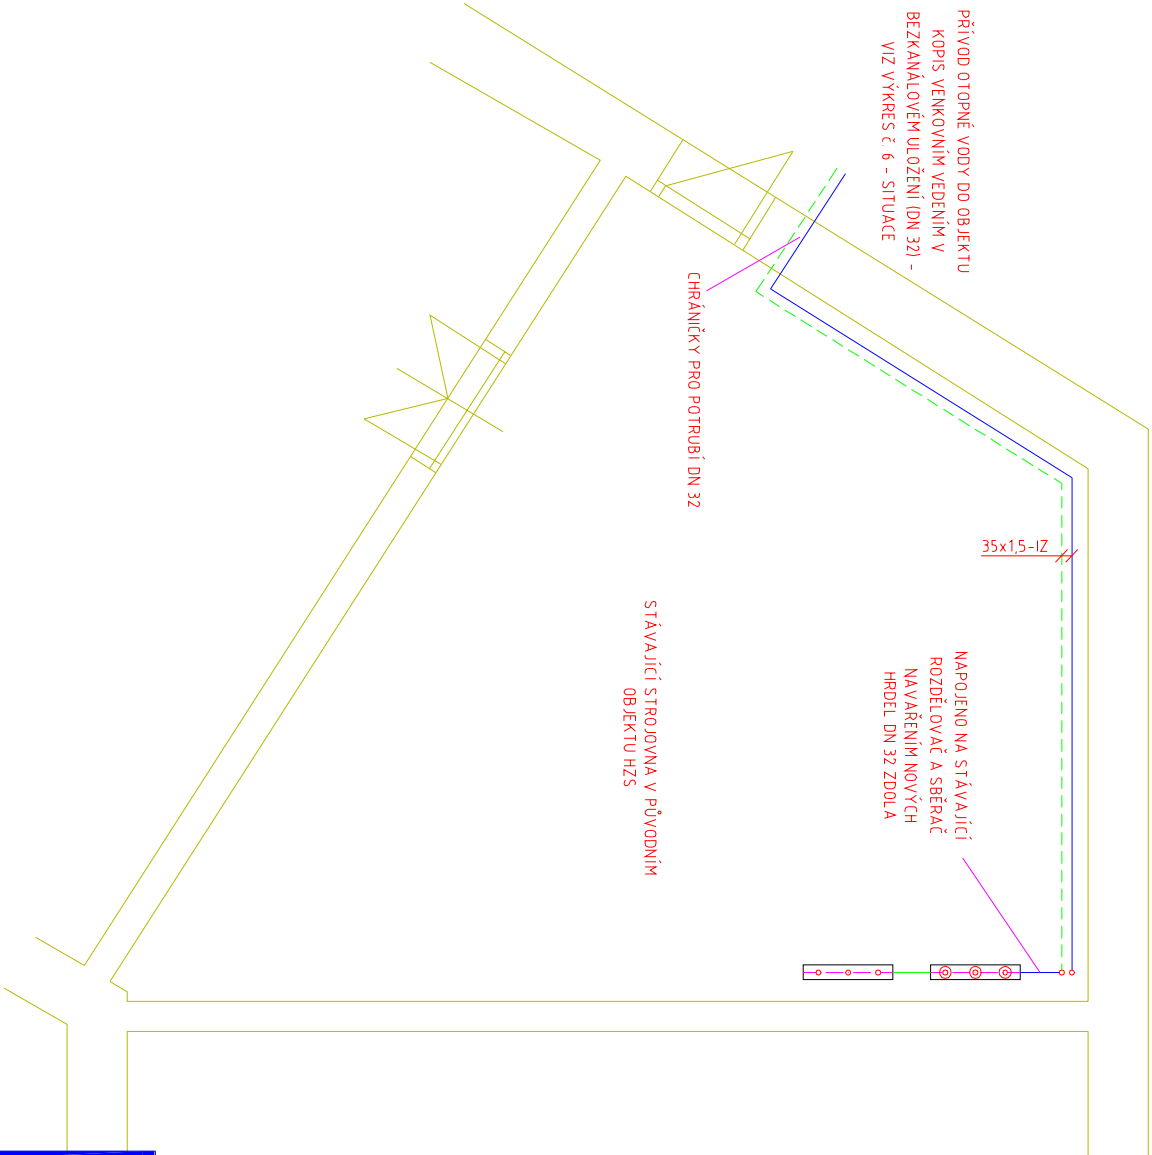 PŘÍVOD OTOPNÉ VODY DO OBJEKTU
KOPIS VENKOVNÍM VEDENÍM V
BEZKANÁLOVÉM ULOŽENÍ (DN 32) -
VIZ VÝKRES Č. 6 - SITUACE
CHRÁNIČKY PRO POTRUBÍ DN 32
35x1,5-IZ
NAPOJENO NA STÁVAJÍCÍ
ROZDĚLOVAČ A SBĚRAČ
NAVAŘENÍM NOVÝCH
HRDEL DN 32 ZDOLA
STÁVAJÍCÍ STROJOVNA V PŮVODNÍM
OBJEKTU HZS